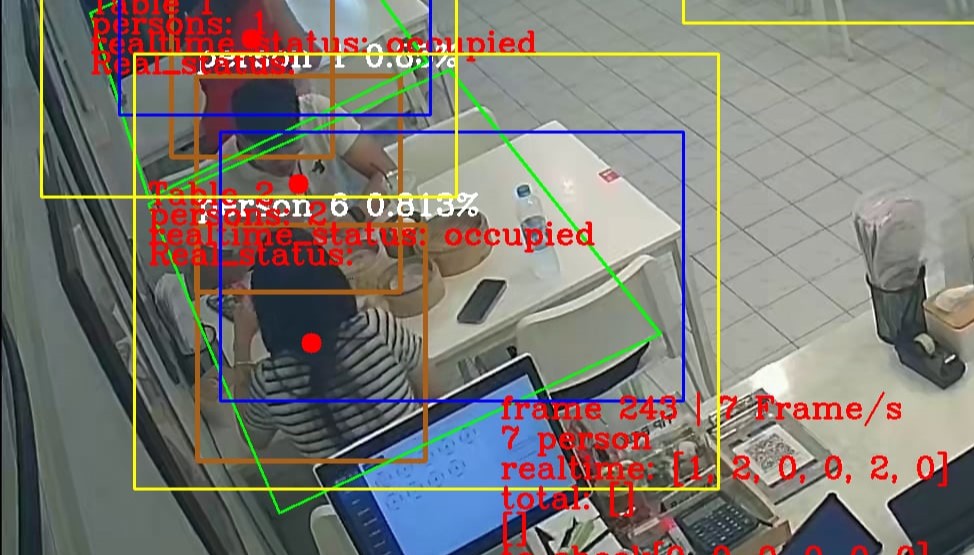 Table 1
persons: 1
realtime_status: occupied
person 1 0.83%
Real_status:
Table 2
person 6 0.813%
persons: 2
realtime_status: occupied
Real_status:
frame 243 | 7 Frame/s
7 person
realtime: [1, 2, 0, 0, 2, 0]
total: []
[]